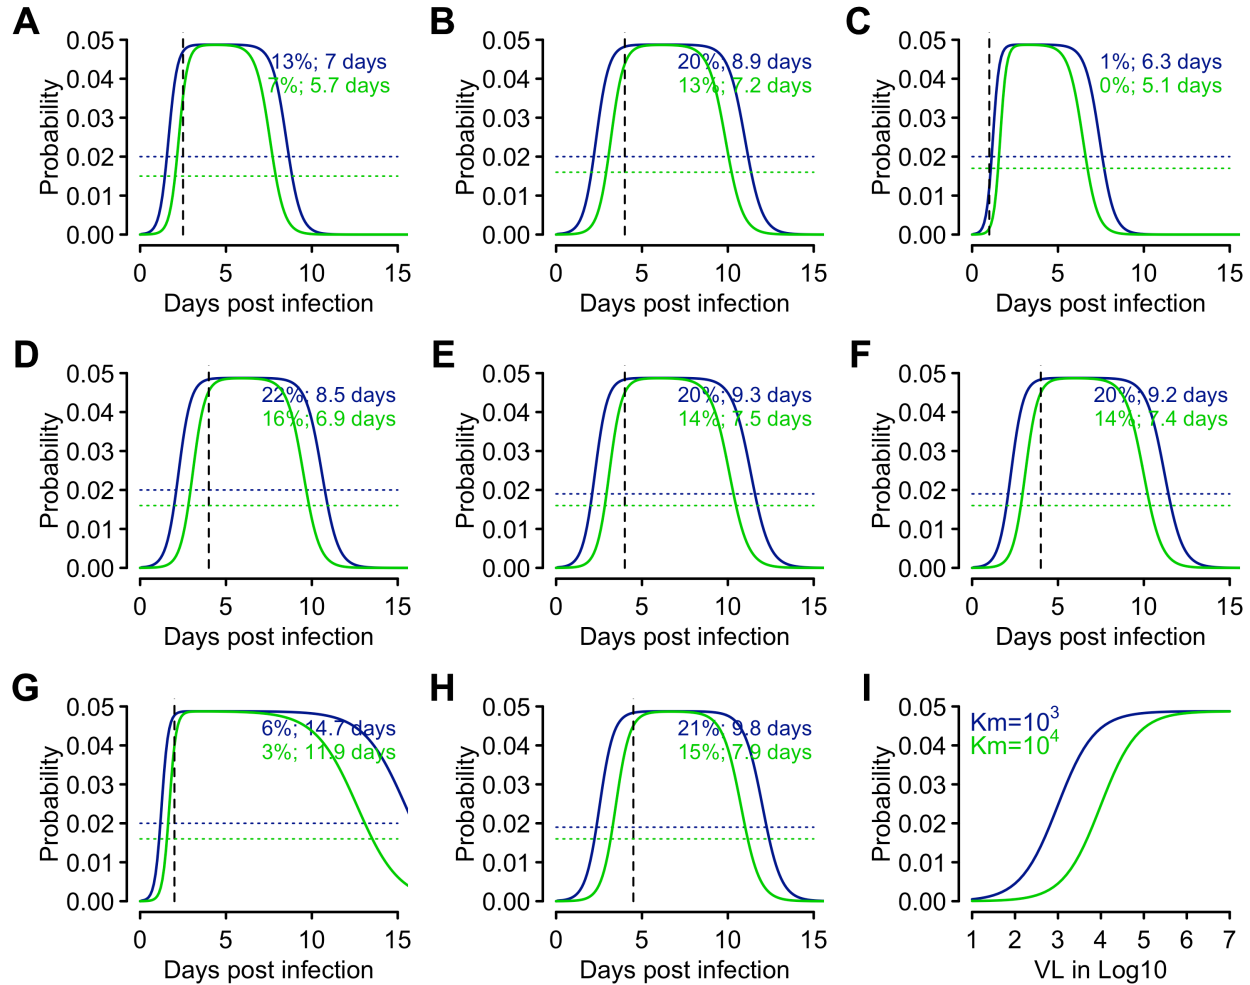 A
Probability
0.05
0.04
0.03
0.02
0.01
0.00
13%; 7 days
7%; 5.7 days
0 5 10 15
Days post infection
B
Probability
0.05
0.04
0.03
0.02
0.01
0.00
20%; 8.9 days
13%; 7.2 days
0 5 10 15
Days post infection
C
Probability
0.05
0.04
0.03
0.02
0.01
0.00
1%; 6.3 days
0%; 5.1 days
0 5 10 15
Days post infection
D
Probability
0.05
0.04
0.03
0.02
0.01
0.00
22%; 8.5 days
16%; 6.9 days
0 5 10 15
Days post infection
E
Probability
0.05
0.04
0.03
0.02
0.01
0.00
20%; 9.3 days
14%; 7.5 days
0 5 10 15
Days post infection
F
Probability
0.05
0.04
0.03
0.02
0.01
0.00
20%; 9.2 days
14%; 7.4 days
0 5 10 15
Days post infection
G
Probability
0.05
0.04
0.03
0.02
0.01
0.00
6%; 14.7 days
3%; 11.9 days
0 5 10 15
Days post infection
H
Probability
0.05
0.04
0.03
0.02
0.01
0.00
21%; 9.8 days
15%; 7.9 days
0 5 10 15
Days post infection
I
Probability
0.05
0.04
0.03
0.02
0.01
0.00
Km=10³
Km=10⁴
1 2 3 4 5 6 7
VL in Log10